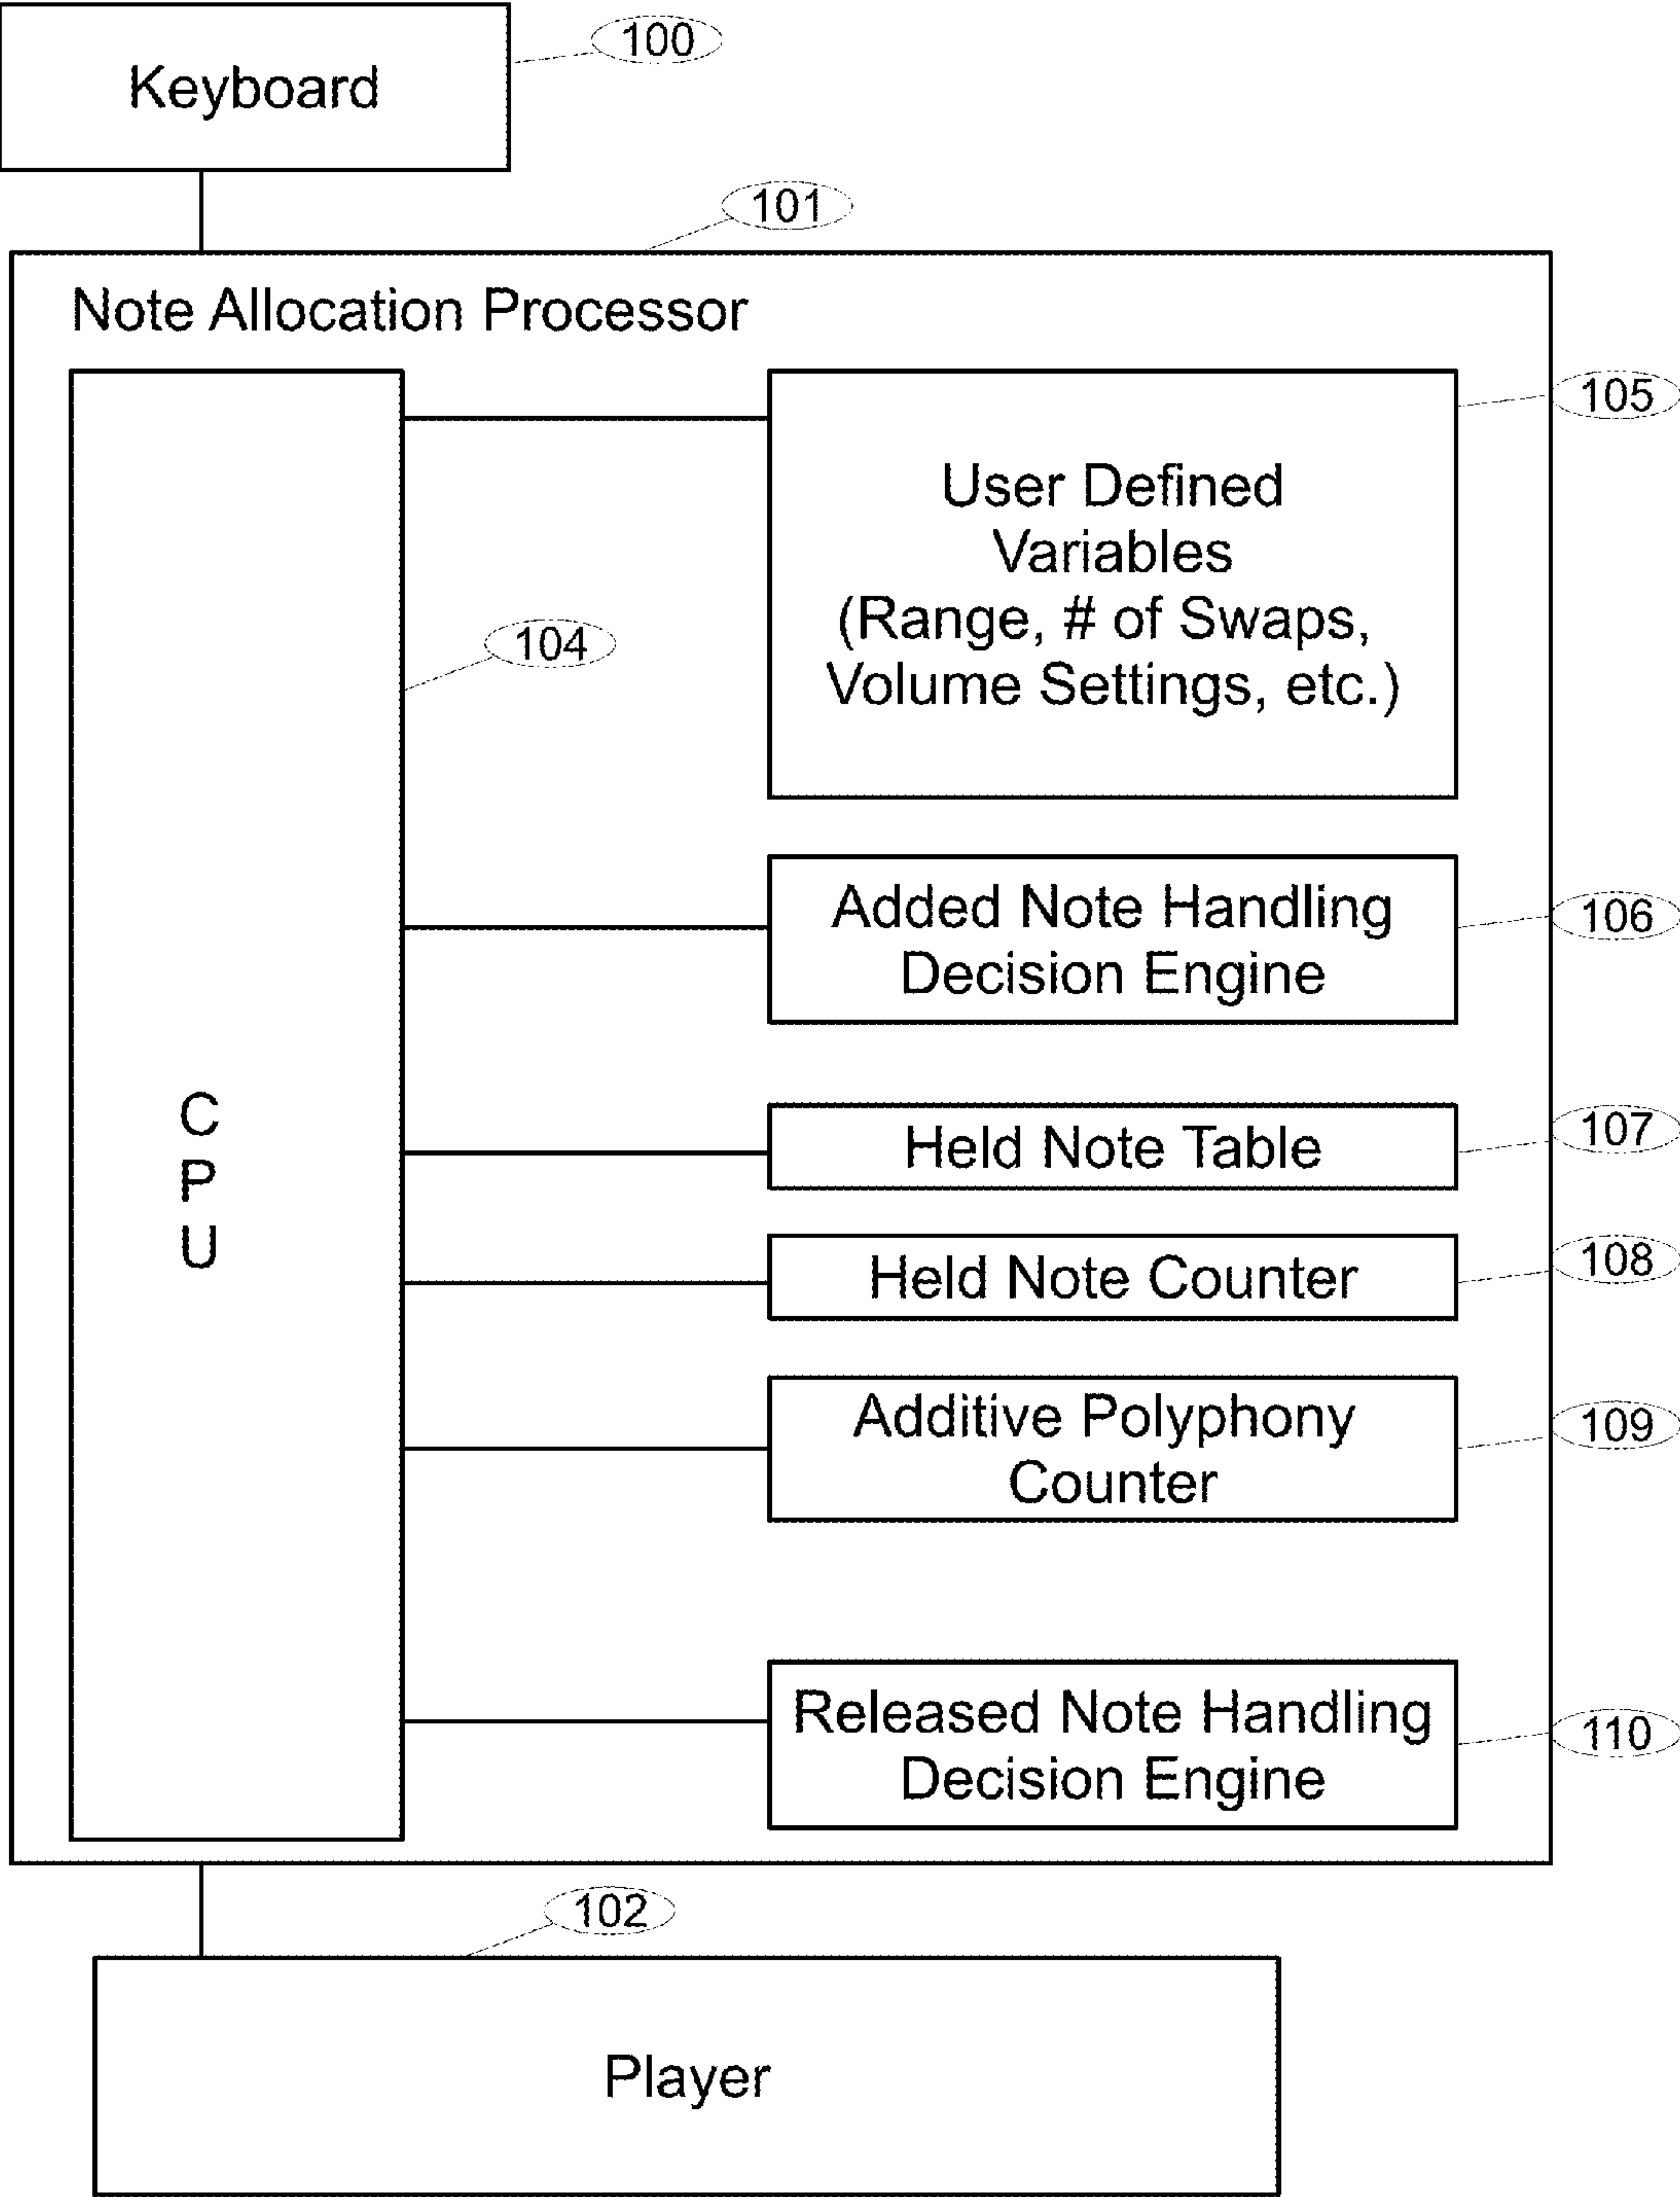 Keyboard
100
101
Note Allocation Processor
105
User Defined
Variables
(Range, # of Swaps,
Volume Settings, etc.)
104
Added Note Handling
Decision Engine
106
C
P
U
Held Note Table
107
Held Note Counter
108
Additive Polyphony
Counter
109
Released Note Handling
Decision Engine
110
102
Player